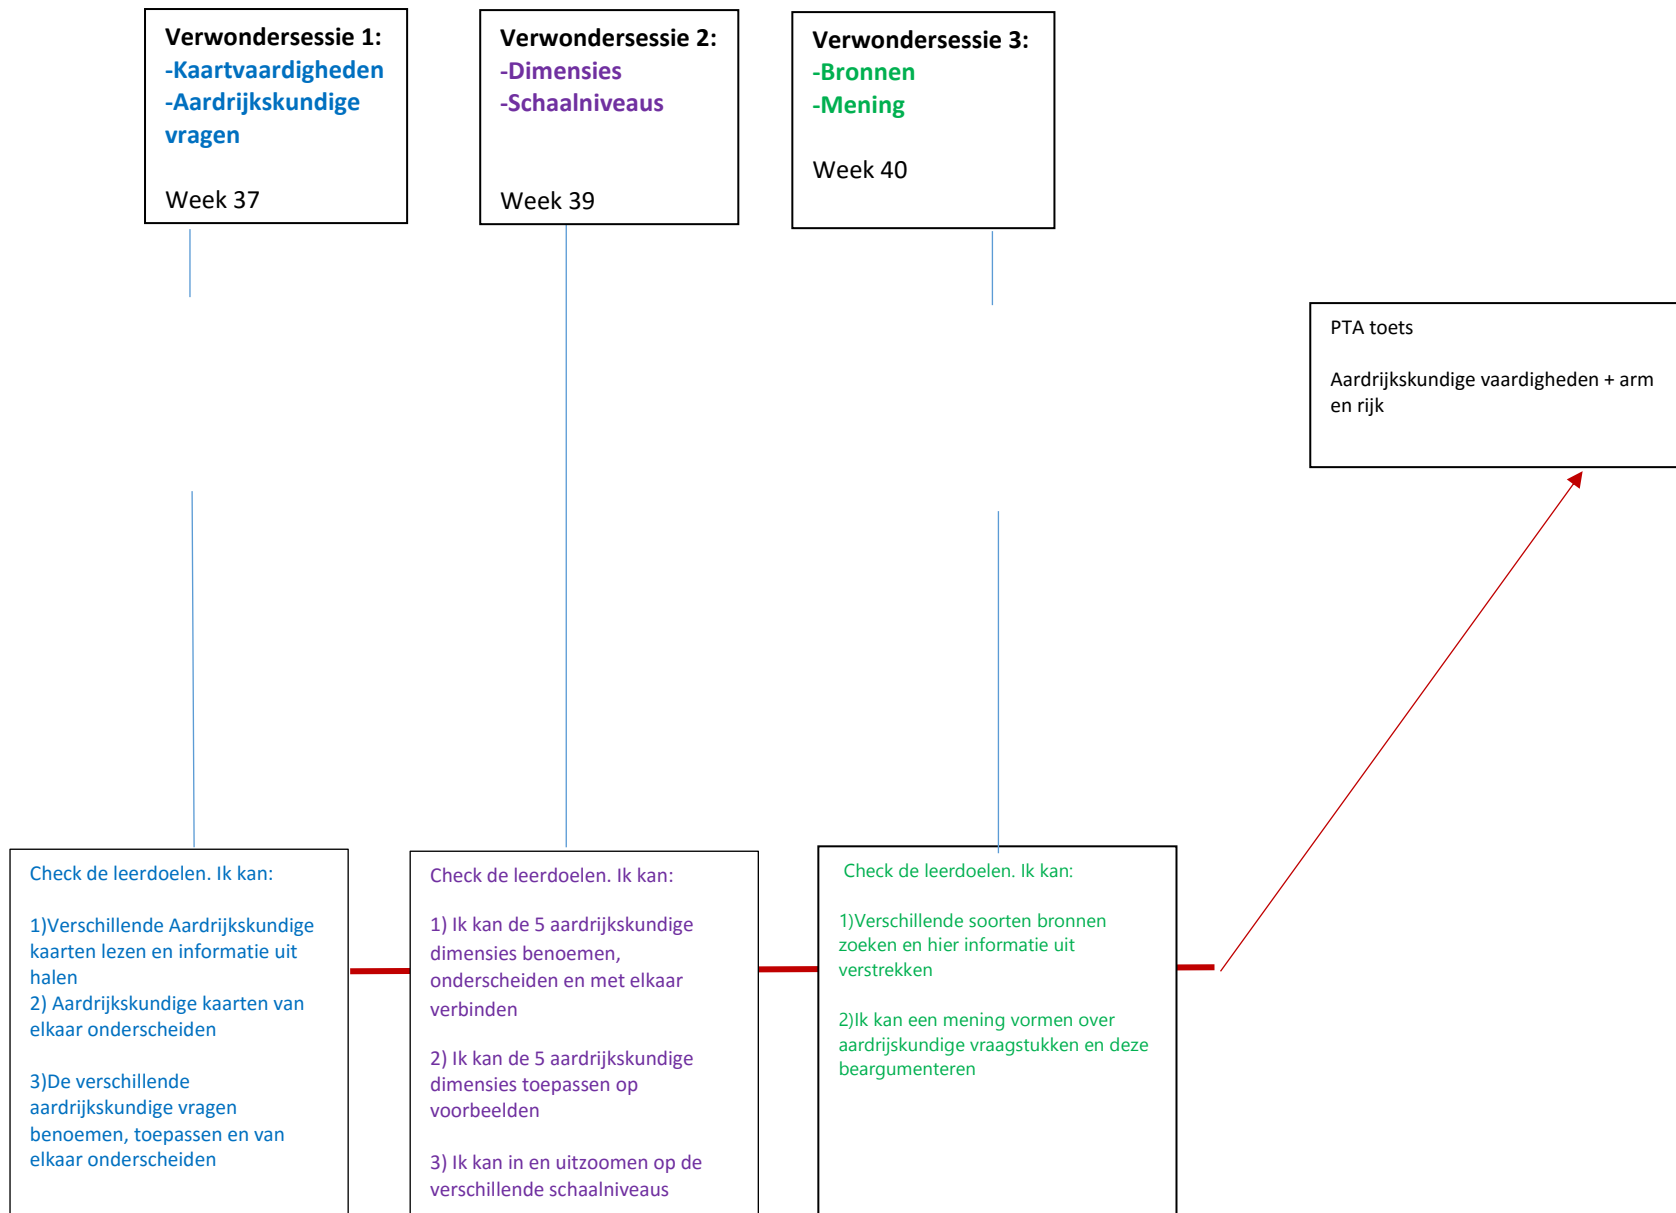 Verwondersessie 1:
-Kaartvaardigheden
-Aardrijkskundige
vragen
Week 37
Verwondersessie 2:
-Dimensies
-Schaalniveaus
Week 39
Verwondersessie 3:
-Bronnen
-Mening
Week 40
PTA toets
Aardrijkskundige vaardigheden + arm
en rijk
Check de leerdoelen. Ik kan:
1)Verschillende Aardrijkskundige
kaarten lezen en informatie uit
halen
2) Aardrijkskundige kaarten van
elkaar onderscheiden
3)De verschillende
aardrijkskundige vragen
benoemen, toepassen en van
elkaar onderscheiden
Check de leerdoelen. Ik kan:
1) Ik kan de 5 aardrijkskundige
dimensies benoemen,
onderscheiden en met elkaar
verbinden
2) Ik kan de 5 aardrijkskundige
dimensies toepassen op
voorbeelden
3) Ik kan in en uitzoomen op de
verschillende schaalniveaus
Check de leerdoelen. Ik kan:
1)Verschillende soorten bronnen
zoeken en hier informatie uit
verstrekken
2)Ik kan een mening vormen over
aardrijskundige vraagstukken en deze
beargumenteren